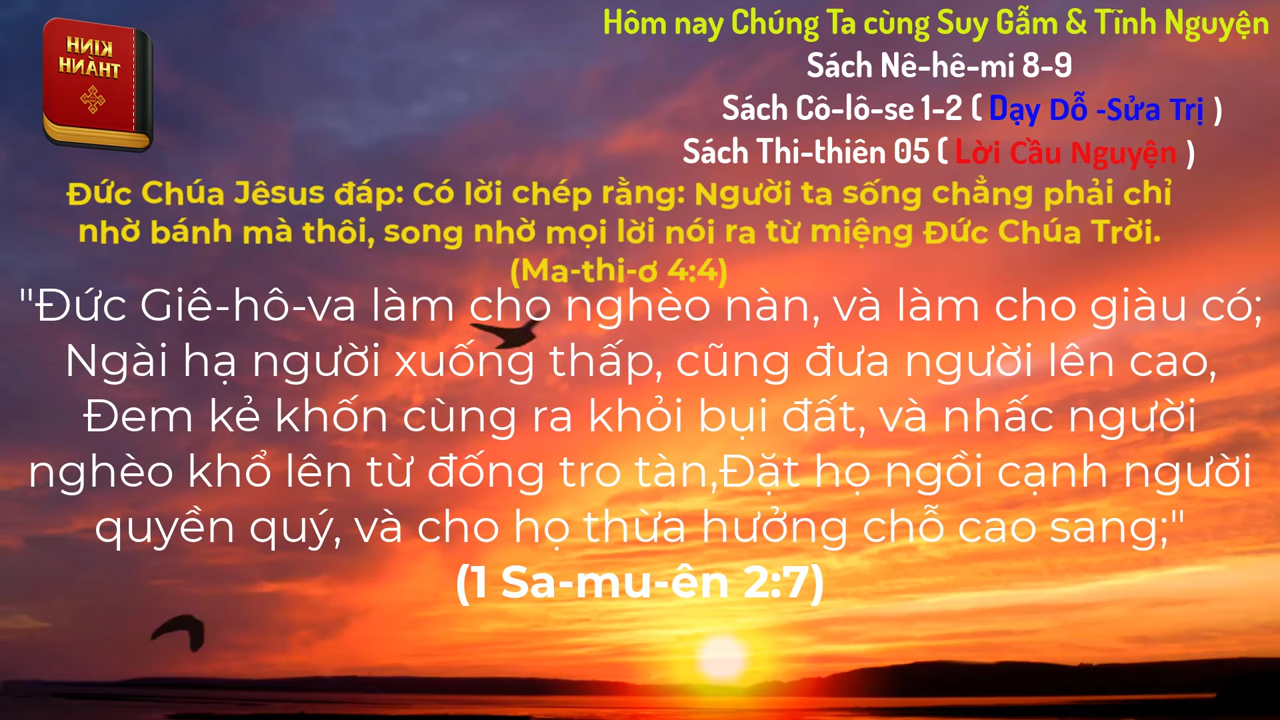 KINH
THÀNH
Hôm nay Chúng Ta cùng Suy Gẫm & Tĩnh Nguyện
Sách Nê-hê-mi 8-9
Sách Cô-lô-se 1-2 ( Dạy Dỗ -Sửa Trị )
Sách Thi-thiên 05 ( Lời Cầu Nguyện )
Đức Chúa Jêsus đáp: Có lời chép rằng: Người ta sống chẳng phải chỉ
nhờ bánh mà thôi, song nhờ mọi lời nói ra từ miệng Đức Chúa Trời.
(Ma-thi-ơ 4:4)
"Đức Giê-hô-va làm cho nghèo nàn, và làm cho giàu có;
Ngài hạ người xuống thấp, cũng đưa người lên cao,
Đem kẻ khốn cùng ra khỏi bụi đất, và nhấc người
nghèo khổ lên từ đống tro tàn,Đặt họ ngồi cạnh người
quyền quý, và cho họ thừa hưởng chỗ cao sang;"
(1 Sa-mu-ên 2:7)